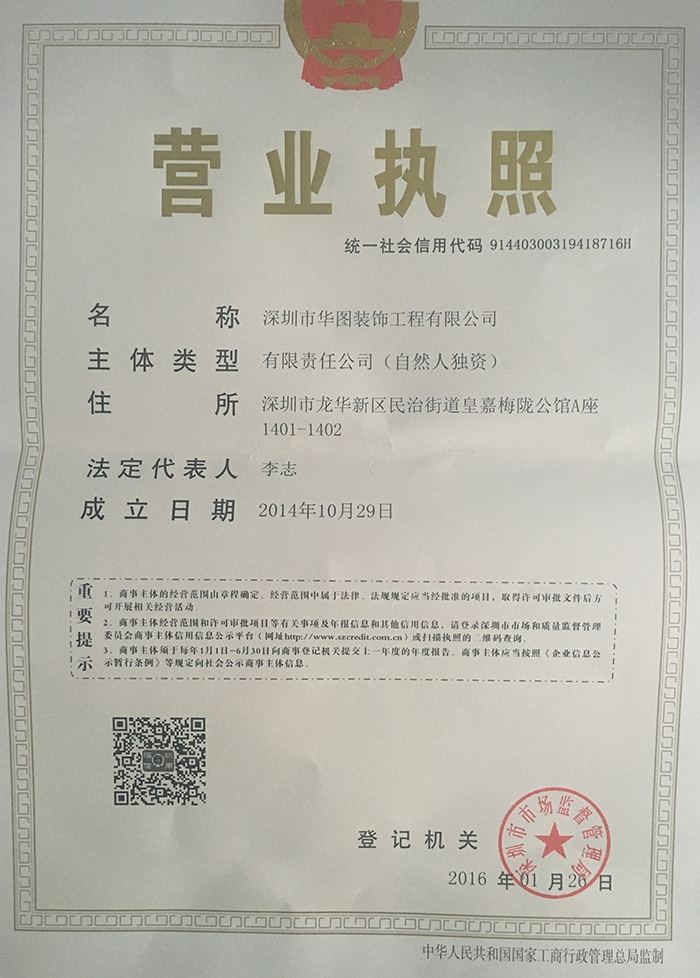 营业执照
统一社会信用代码 91440300319418716H
名称 深圳市华图装饰工程有限公司
主体类型 有限责任公司（自然人独资）
住所 深圳市龙华新区民治街道皇嘉梅陇公馆A座
1401-1402
法定代表人 李志
成立日期 2014年10月29日
重要提示
1、商事主体的经营范围由章程确定。经营范围中属于法律、法规规定应当经批准的项目，取得许可审批文件后方
可开展相关经营活动。
2、商事主体经营范围和许可审批项目等有关事项及年报信息和其他信用信息，请登录深圳市市场和质量监督管理
委员会商事主体信用信息公示平台（网址http://www.szcredit.com.cn）或扫描执照的二维码查询。
3、商事主体须于每年1月1日-6月30日向商事登记机关提交上一年度的年度报告。商事主体应当按照《企业信息公
示暂行条例》等规定向社会公示商事主体信息。
登记机关
深圳市市场监督管理局
2016 年 01 月 26 日
中华人民共和国国家工商行政管理总局监制